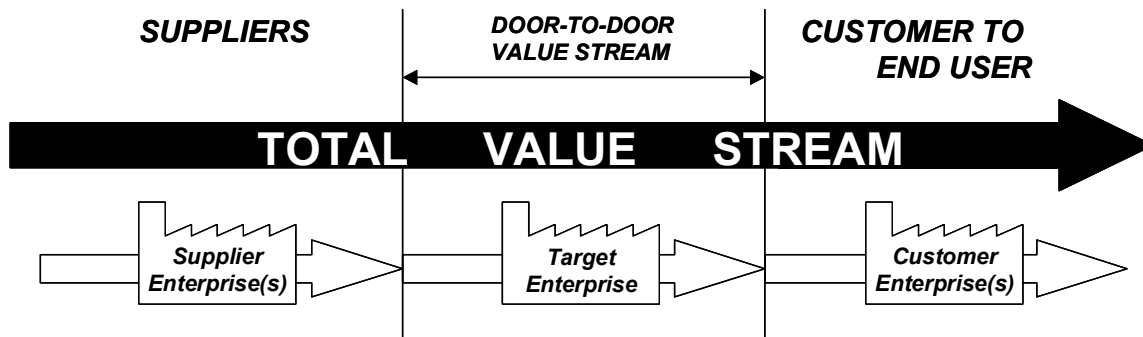 SUPPLIERS
DOOR-TO-DOOR
VALUE STREAM
CUSTOMER TO
END USER
TOTAL VALUE STREAM
Supplier
Enterprise(s)
Target
Enterprise
Customer
Enterprise(s)